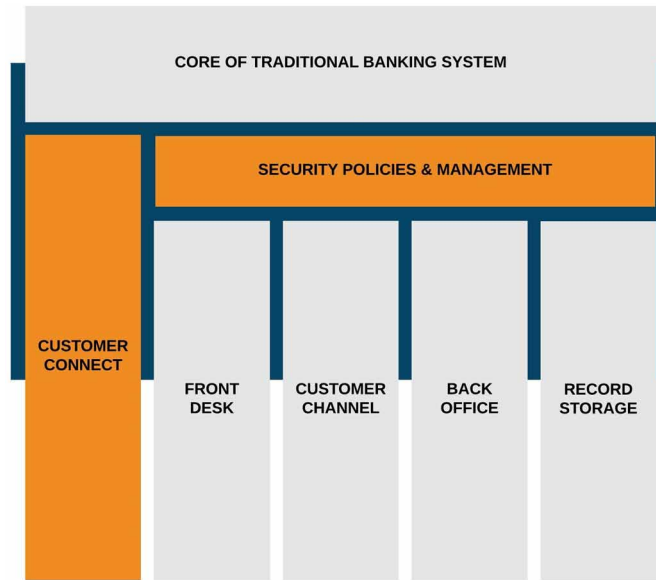 CORE OF TRADITIONAL BANKING SYSTEM
SECURITY POLICIES & MANAGEMENT
CUSTOMER
CONNECT
FRONT
DESK
CUSTOMER
CHANNEL
BACK
OFFICE
RECORD
STORAGE